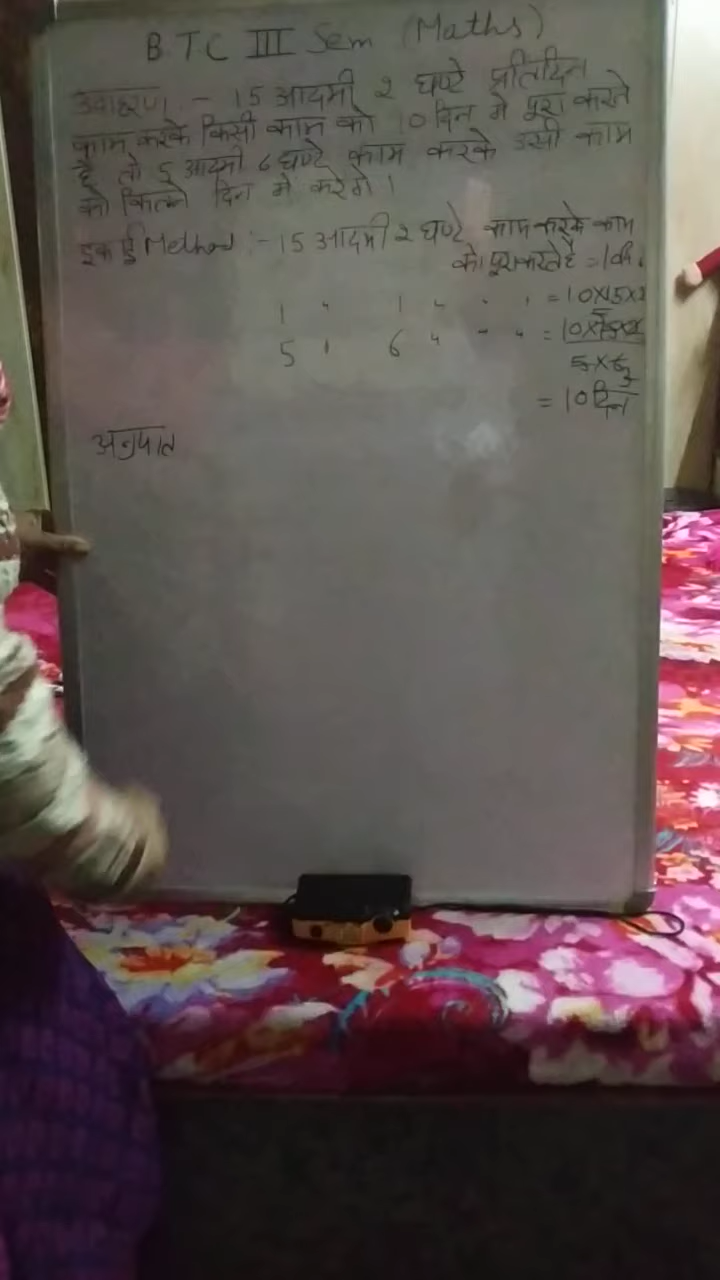 BTC III Sem (Maths)
उदाहरण :- 15 आदमी 2 घण्टे प्रतिदिन
काम करके किसी काम को 10 दिन मे पूरा करते
है तो 5 आदमी 6 घण्टे काम करके उसी काम
को कितने दिन मे करेगे।
इकाई Method :- 15 आदमी 2 घण्टे काम करके काम
को पूरा करते है = 10
1 " 1 " " " = 10×15×2
5 " 6 " " " = 10×15×2
5×6
= 10 दिन
अनुपात